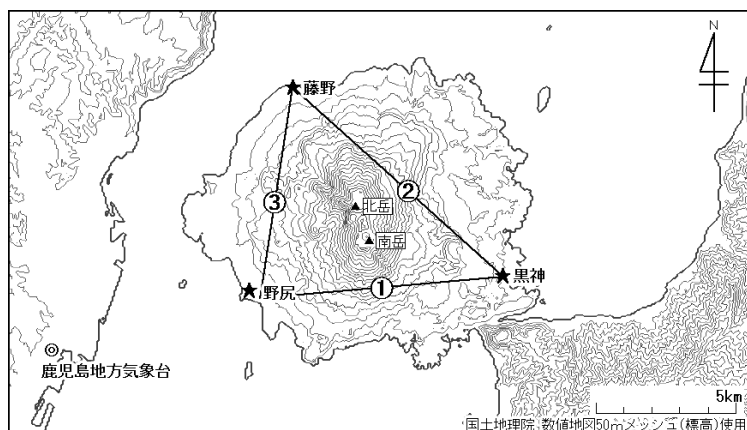 N
藤野
③
②
北岳
南岳
黒神
野尻
①
鹿児島地方気象台
5km
国土地理院:数値地図50mメッシュ(標高)使用